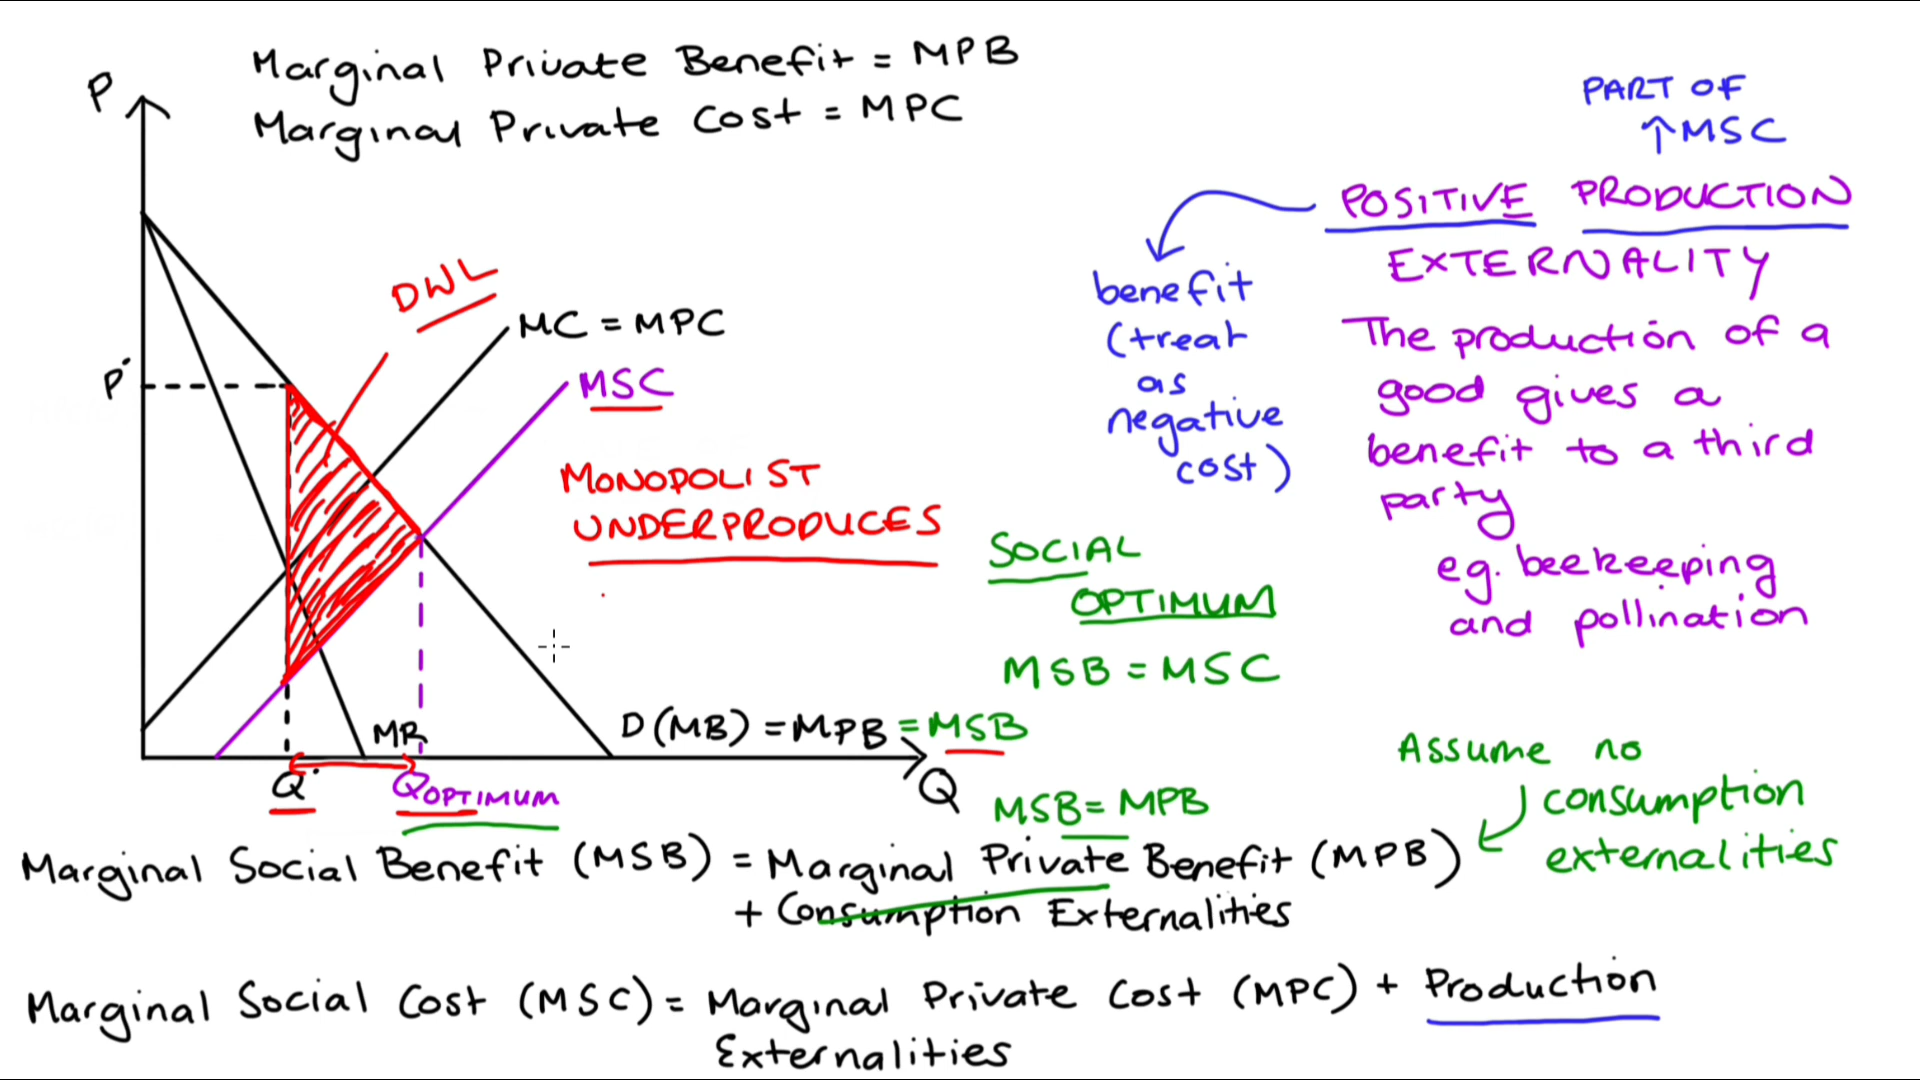 Marginal Private Benefit = MPB
Marginal Private Cost = MPC
P
DWL
MC = MPC
MSC
P'
MONOPOLIST
UNDERPRODUCES
MR
D(MB) = MPB = MSB
Q'
QOPTIMUM
Q
PART OF
↑MSC
POSITIVE PRODUCTION
EXTERNALITY
benefit
(treat
as
negative
cost)
The production of a
good gives a
benefit to a third
party
eg. beekeeping
and pollination
SOCIAL
OPTIMUM
MSB = MSC
MSB = MPB
Assume no
consumption
externalities
Marginal Social Benefit (MSB) = Marginal Private Benefit (MPB)
+ Consumption Externalities
Marginal Social Cost (MSC) = Marginal Private Cost (MPC) + Production
Externalities